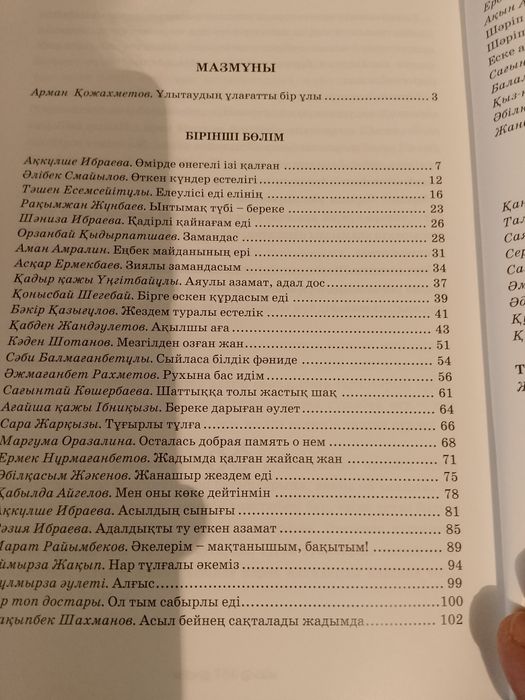 МАЗМҰНЫ
Арман Қожахметов. Ұлытаудың ұлағатты бір ұлы 3
БІРІНШІ БӨЛІМ
Аққулше Ибраева. Өмірде өнегелі ізі қалған 7
Әлібек Смайылов. Өткен күндер естелігі 12
Тәшен Есемсейітұлы. Елеулісі еді елінің 16
Рақымжан Жүнбаев. Ынтымақ түбі – береке 23
Шәниза Ибраева. Қадірлі қайнағам еді 26
Орзанбай Қыдырпатшаев. Замандас 28
Аман Амралин. Еңбек майданының ері 31
Асқар Ермекбаев. Зиялы замандасым 34
Қадыр қажы Үңгітбайұлы. Аяулы азамат, адал дос 37
Қонысбай Шегебай. Бірге өскен құрдасым еді 39
Бәкір Қазығұлов. Жездем туралы естелік 41
Қабден Жандәулетов. Ақылшы аға 43
Кәден Шотанов. Мезгілден озған жан 51
Сәби Балмағанбетұлы. Сыйласа білдік фәниде 54
Әжмағанбет Рахметов. Рухына бас идім 56
Сағынтай Көшербаева. Шаттыққа толы жастық шақ 61
Ағайша қажы Ібниқызы. Береке дарыған әулет 64
Сара Жарқызы. Тұғырлы тұлға 66
Маргума Оразалина. Осталась добрая память о нем 68
Ермек Нұрмағанбетов. Жадымда қалған жайсаң жан 71
Әбілқасым Жәкенов. Жанашыр жездем еді 75
Қабылда Айгелов. Мен оны көке дейтінмін 78
Аққулше Ибраева. Асылдың сынығы 81
Ибраева. Адалдықты ту еткен азамат 85
Марат Райымбеков. Әкелерім – мақтанышым, бақытым! 89
Жақып. Нар тұлғалы әкеміз 94
әулеті. Алғыс 99
топ достары. Ол тым сабырлы еді 100
Шахманов. Асыл бейнең сақталады жадымда 102